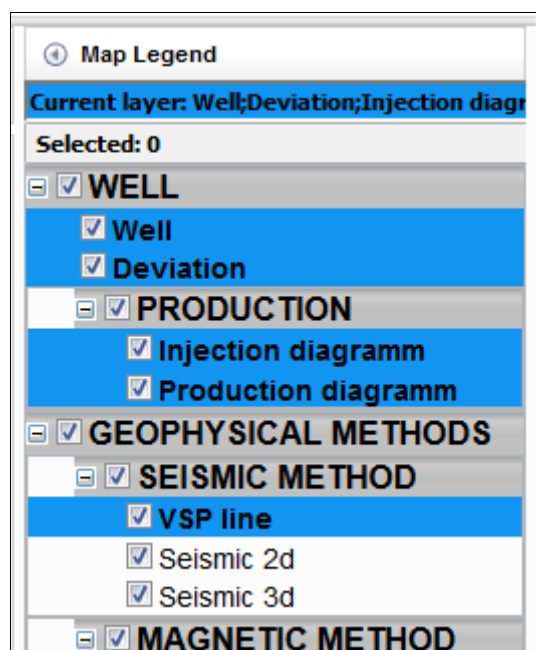 Map Legend
Current layer: Well;Deviation;Injection diagr
Selected: 0
WELL
Well
Deviation
PRODUCTION
Injection diagramm
Production diagramm
GEOPHYSICAL METHODS
SEISMIC METHOD
VSP line
Seismic 2d
Seismic 3d
MAGNETIC METHOD